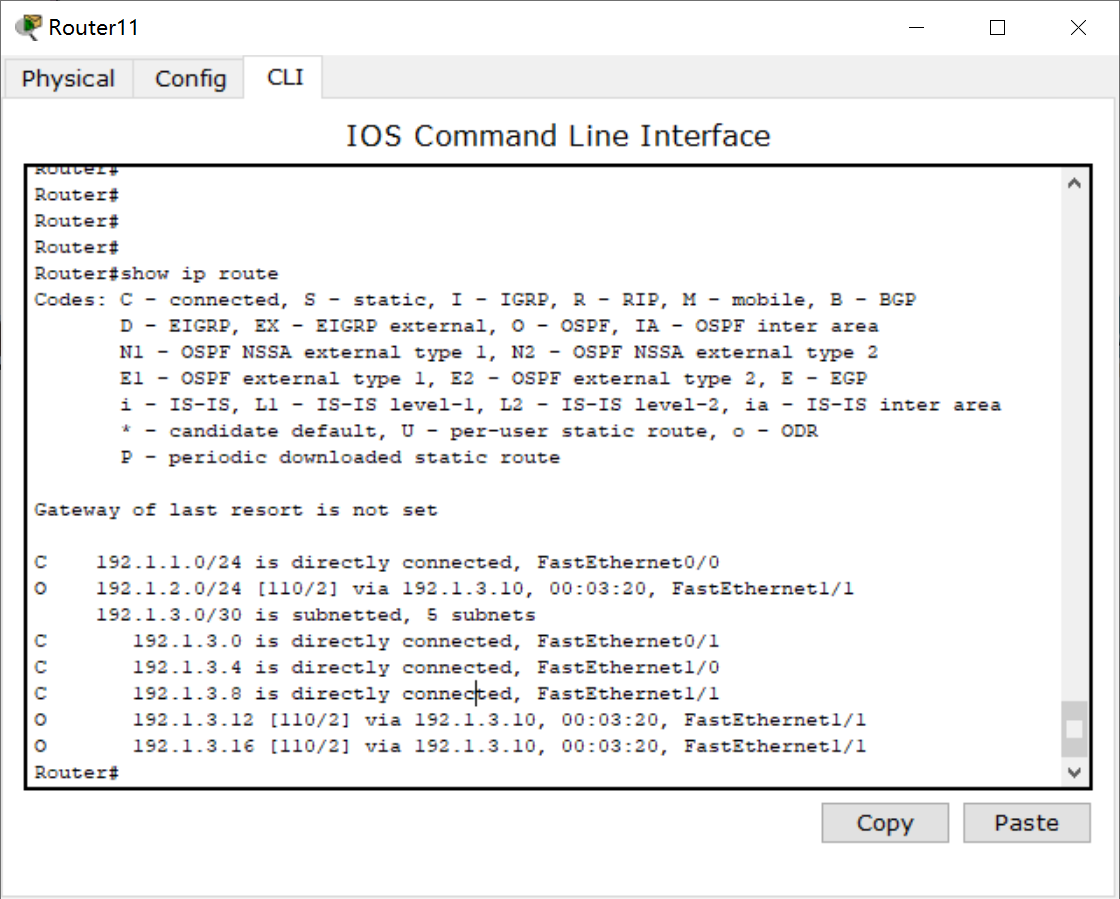 Router11
Physical Config CLI
IOS Command Line Interface
Router#
Router#
Router#
Router#
Router#show ip route
Codes: C - connected, S - static, I - IGRP, R - RIP, M - mobile, B - BGP
       D - EIGRP, EX - EIGRP external, O - OSPF, IA - OSPF inter area
       N1 - OSPF NSSA external type 1, N2 - OSPF NSSA external type 2
       E1 - OSPF external type 1, E2 - OSPF external type 2, E - EGP
       i - IS-IS, L1 - IS-IS level-1, L2 - IS-IS level-2, ia - IS-IS inter area
       * - candidate default, U - per-user static route, o - ODR
       P - periodic downloaded static route
Gateway of last resort is not set
C    192.1.1.0/24 is directly connected, FastEthernet0/0
O    192.1.2.0/24 [110/2] via 192.1.3.10, 00:03:20, FastEthernet1/1
     192.1.3.0/30 is subnetted, 5 subnets
C       192.1.3.0 is directly connected, FastEthernet0/1
C       192.1.3.4 is directly connected, FastEthernet1/0
C       192.1.3.8 is directly connected, FastEthernet1/1
O       192.1.3.12 [110/2] via 192.1.3.10, 00:03:20, FastEthernet1/1
O       192.1.3.16 [110/2] via 192.1.3.10, 00:03:20, FastEthernet1/1
Router#
Copy Paste